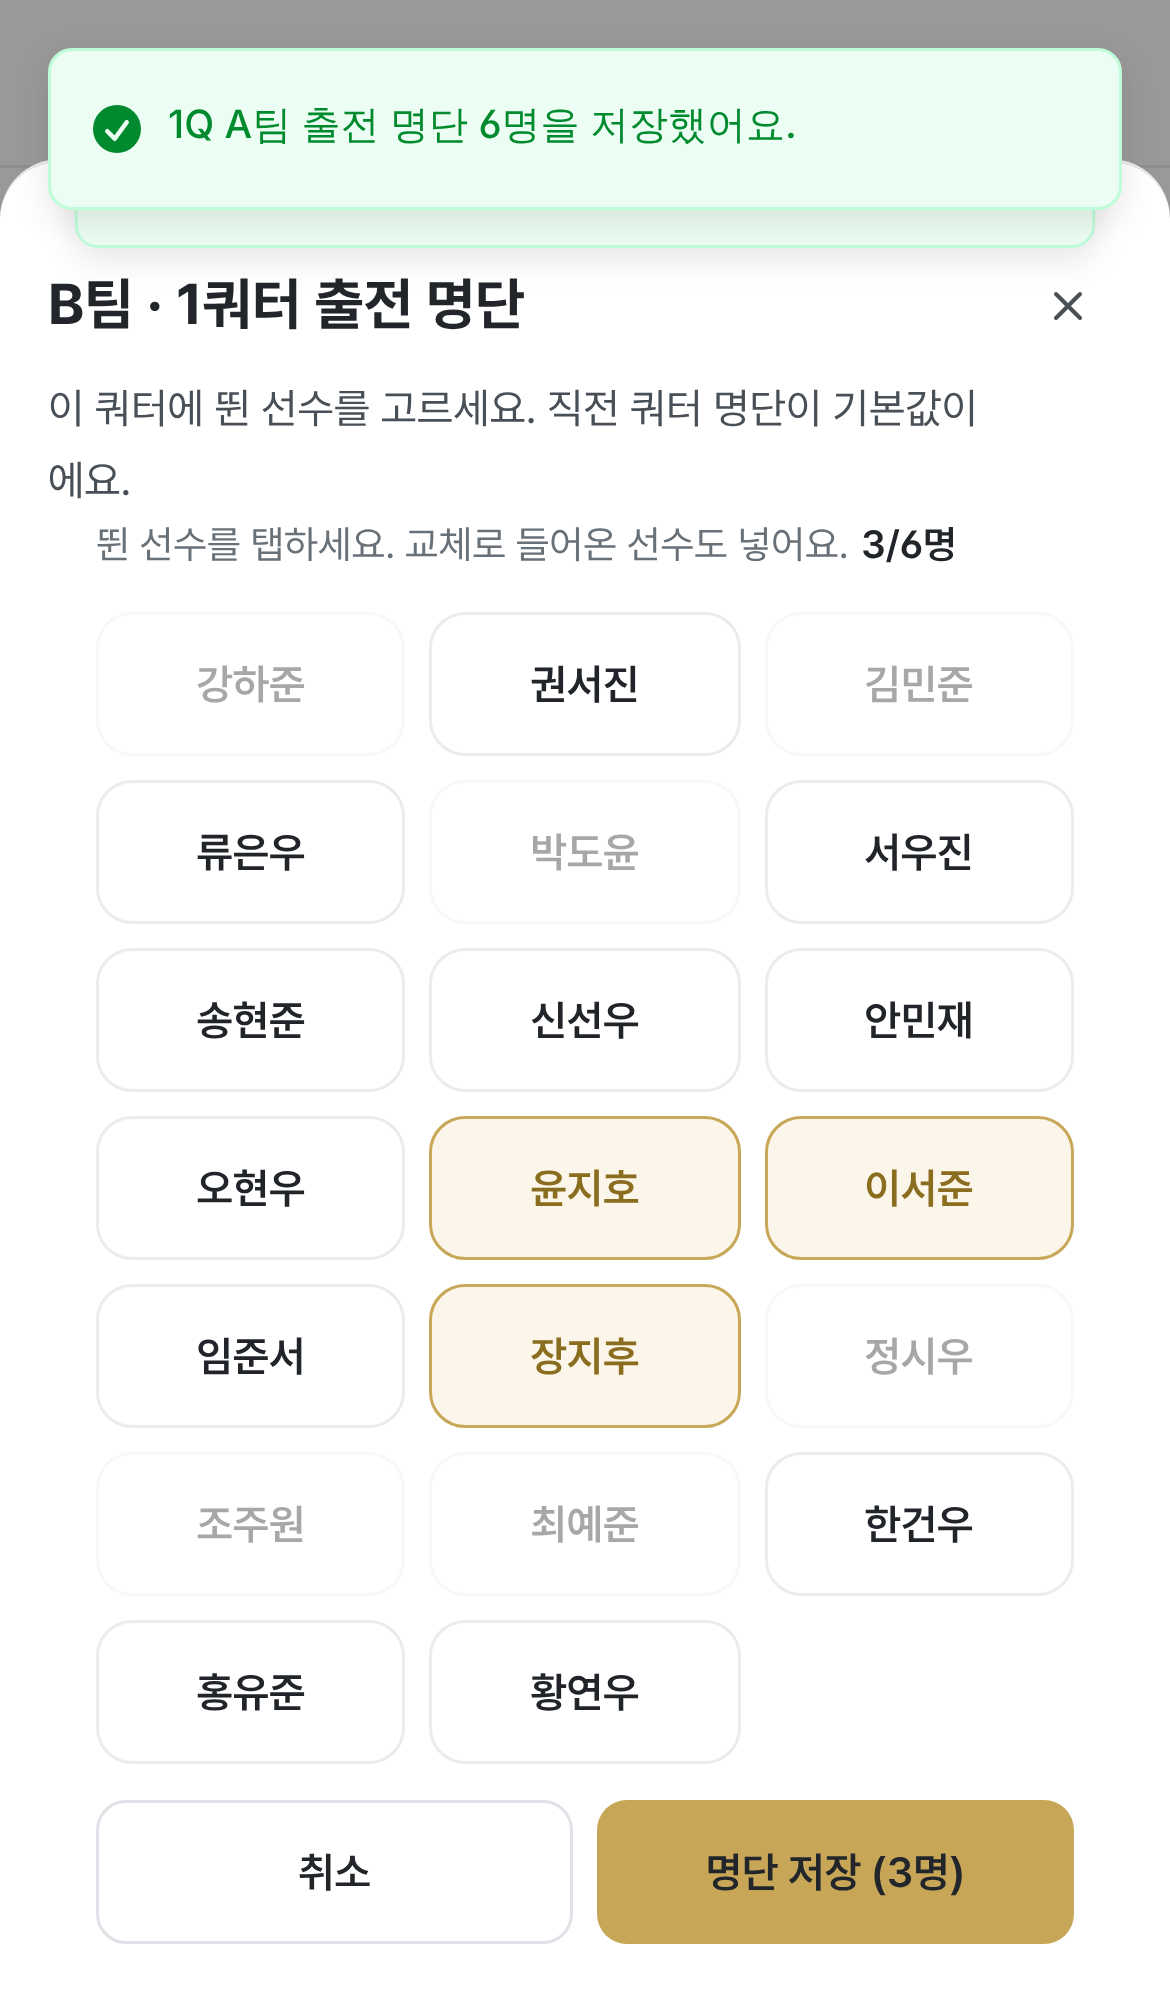 1Q A팀 출전 명단 6명을 저장했어요.
B팀 · 1쿼터 출전 명단
이 쿼터에 뛴 선수를 고르세요. 직전 쿼터 명단이 기본값이
에요.
뛴 선수를 탭하세요. 교체로 들어온 선수도 넣어요. 3/6명
강하준 권서진 김민준
류은우 박도윤 서우진
송현준 신선우 안민재
오현우 윤지호 이서준
임준서 장지후 정시우
조주원 최예준 한건우
홍유준 황연우
취소 명단 저장 (3명)